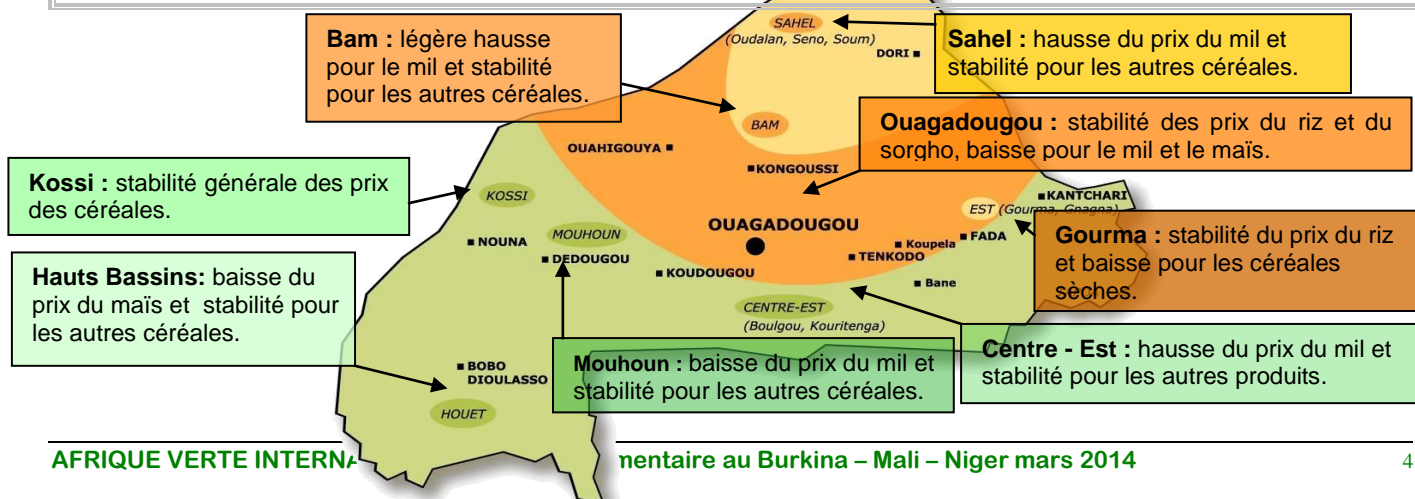 Bam : légère hausse
pour le mil et stabilité
pour les autres céréales.
SAHEL
(Oudalan, Seno, Soum)
DORI
Sahel : hausse du prix du mil et
stabilité pour les autres céréales.
BAM
Ouagadougou : stabilité des prix du riz et du
sorgho, baisse pour le mil et le maïs.
OUAHIGOUYA
KONGOUSSI
Kossi : stabilité générale des prix
des céréales.
KOSSI
KANTCHARI
EST (Gourma, Gnagna)
OUAGADOUGOU
NOUNA
MOUHOUN
DEDOUGOU
KOUDOUGOU
Koupela
FADA
TENKODO
Bane
Gourma : stabilité du prix du riz
et baisse pour les céréales
sèches.
Hauts Bassins: baisse du
prix du maïs et stabilité pour
les autres céréales.
CENTRE-EST
(Boulgou, Kouritenga)
Mouhoun : baisse du prix du mil et
stabilité pour les autres céréales.
Centre - Est : hausse du prix du mil et
stabilité pour les autres produits.
BOBO
DIOULASSO
HOUET
AFRIQUE VERTE INTERNA mentaire au Burkina – Mali – Niger mars 2014 4